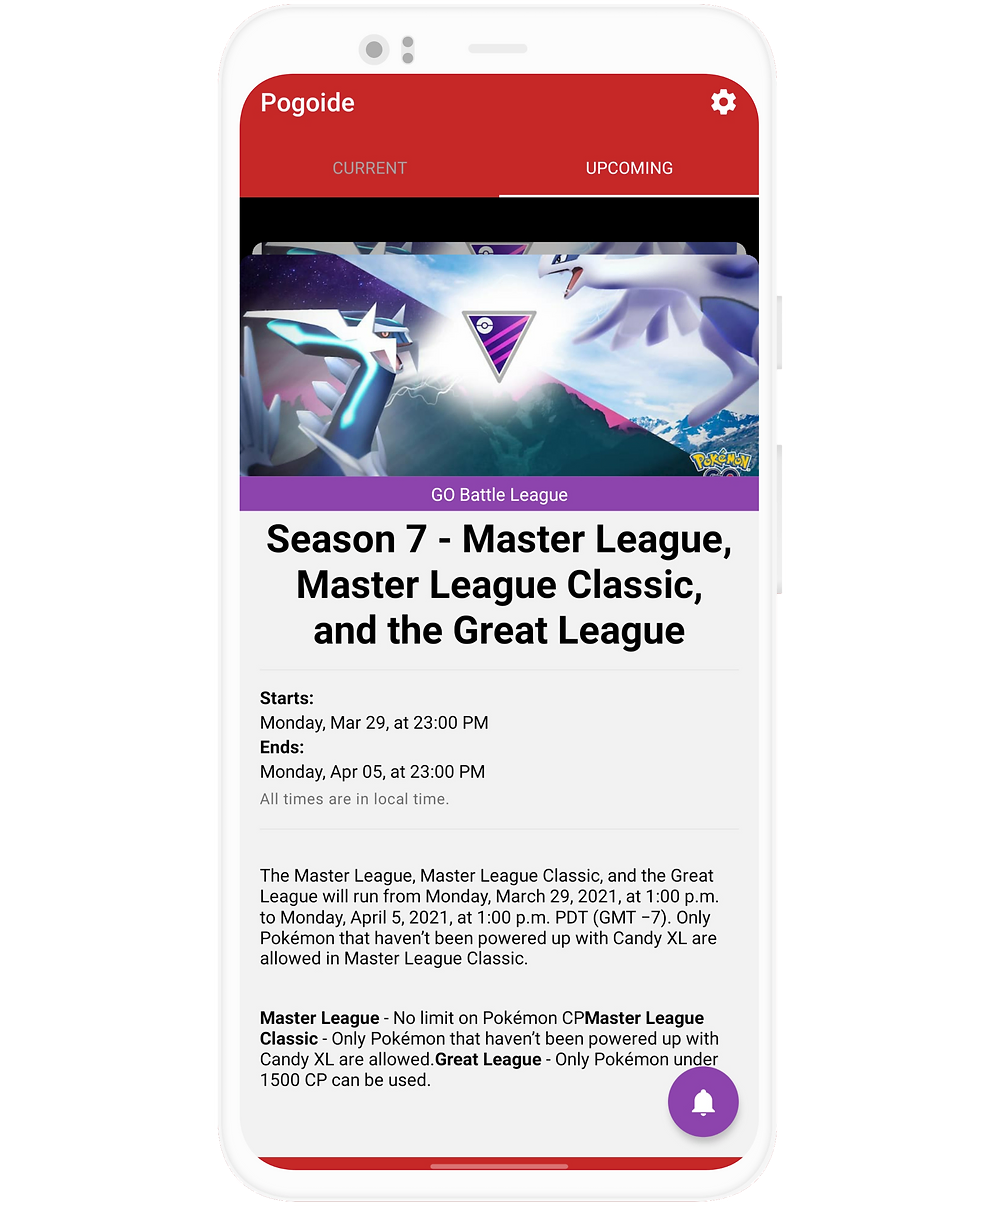 Pogoide
CURRENT
UPCOMING
POKÉMON
GO
GO Battle League
Season 7 - Master League,
Master League Classic,
and the Great League
Starts:
Monday, Mar 29, at 23:00 PM
Ends:
Monday, Apr 05, at 23:00 PM
All times are in local time.
The Master League, Master League Classic, and the Great
League will run from Monday, March 29, 2021, at 1:00 p.m.
to Monday, April 5, 2021, at 1:00 p.m. PDT (GMT −7). Only
Pokémon that haven’t been powered up with Candy XL are
allowed in Master League Classic.
Master League - No limit on Pokémon CPMaster League
Classic - Only Pokémon that haven’t been powered up with
Candy XL are allowed.Great League - Only Pokémon under
1500 CP can be used.